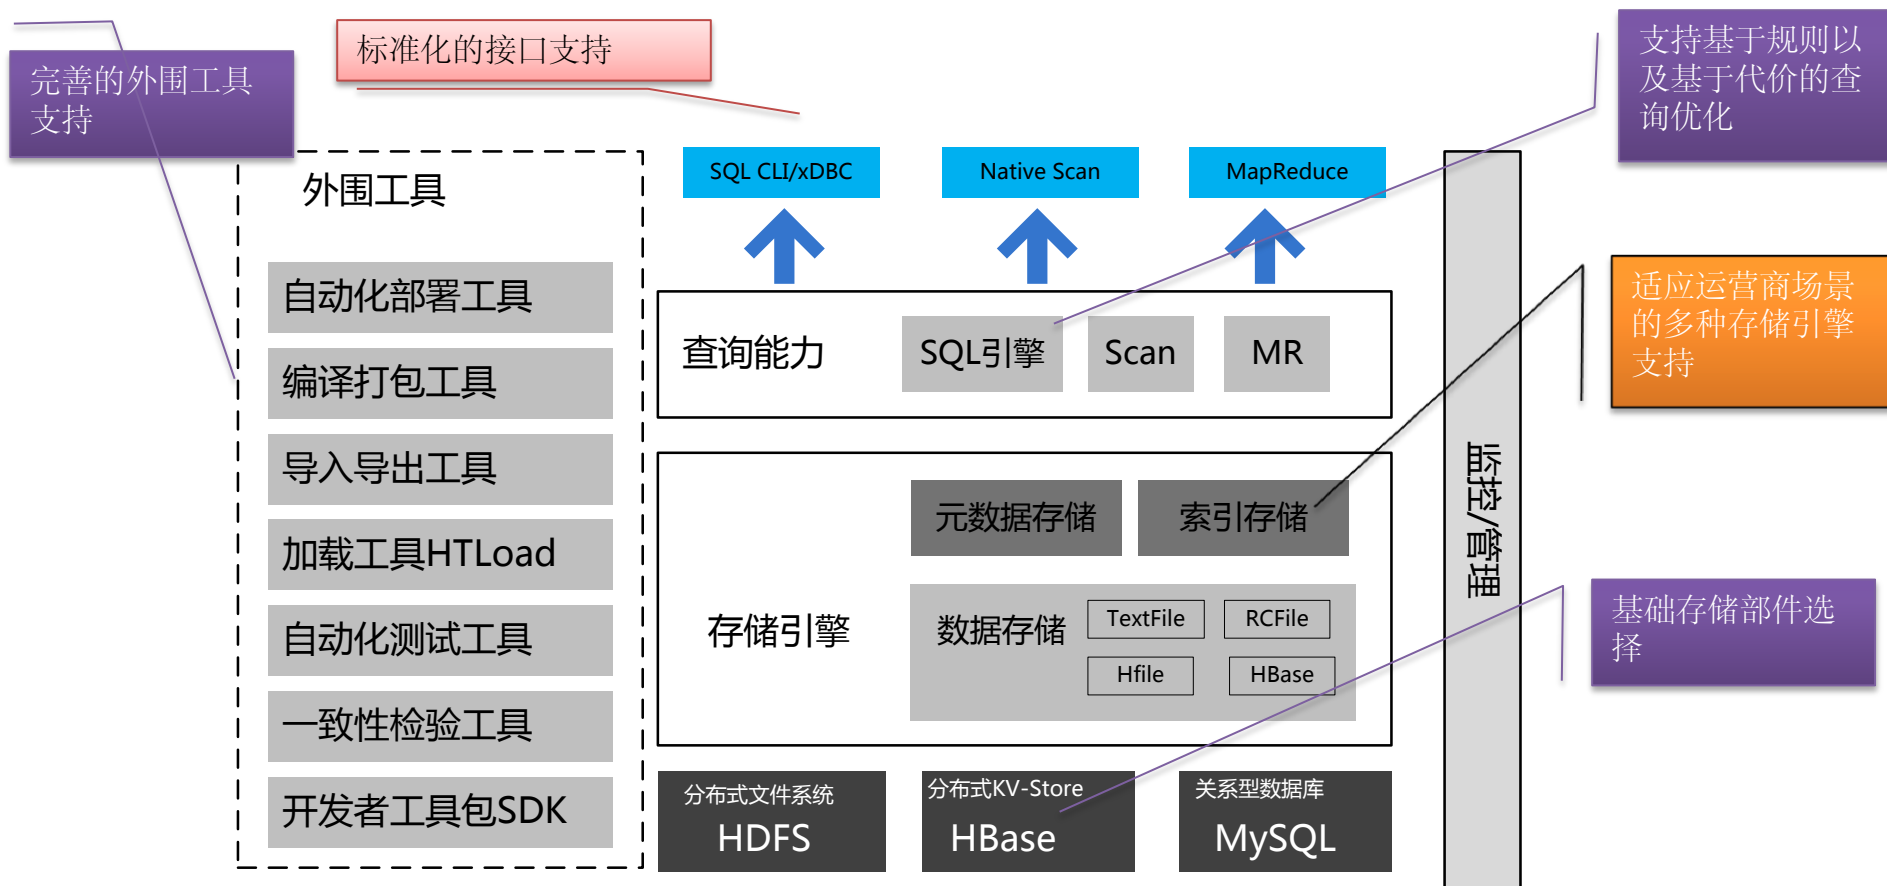 标准化的接口支持
支持基于规则以
及基于代价的查
询优化
完善的外围工具
支持
SQL CLI/xDBC
Native Scan
MapReduce
外围工具
自动化部署工具
编译打包工具
导入导出工具
加载工具HTLoad
自动化测试工具
一致性检验工具
开发者工具包SDK
查询能力
SQL引擎
Scan
MR
适应运营商场景
的多种存储引擎
支持
元数据存储
索引存储
存储引擎
数据存储
TextFile
RCFile
Hfile
HBase
监控/管理
基础存储部件选
择
分布式文件系统
HDFS
分布式KV-Store
HBase
关系型数据库
MySQL